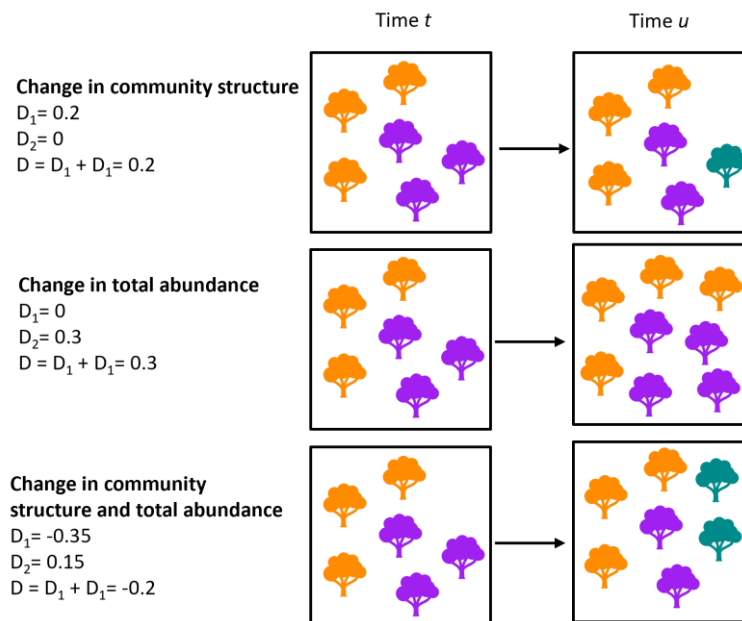 Time t
Time u
Change in community structure
D₁= 0.2
D₂= 0
D = D₁ + D₁= 0.2
Change in total abundance
D₁= 0
D₂= 0.3
D = D₁ + D₁= 0.3
Change in community
structure and total abundance
D₁= -0.35
D₂= 0.15
D = D₁ + D₁= -0.2